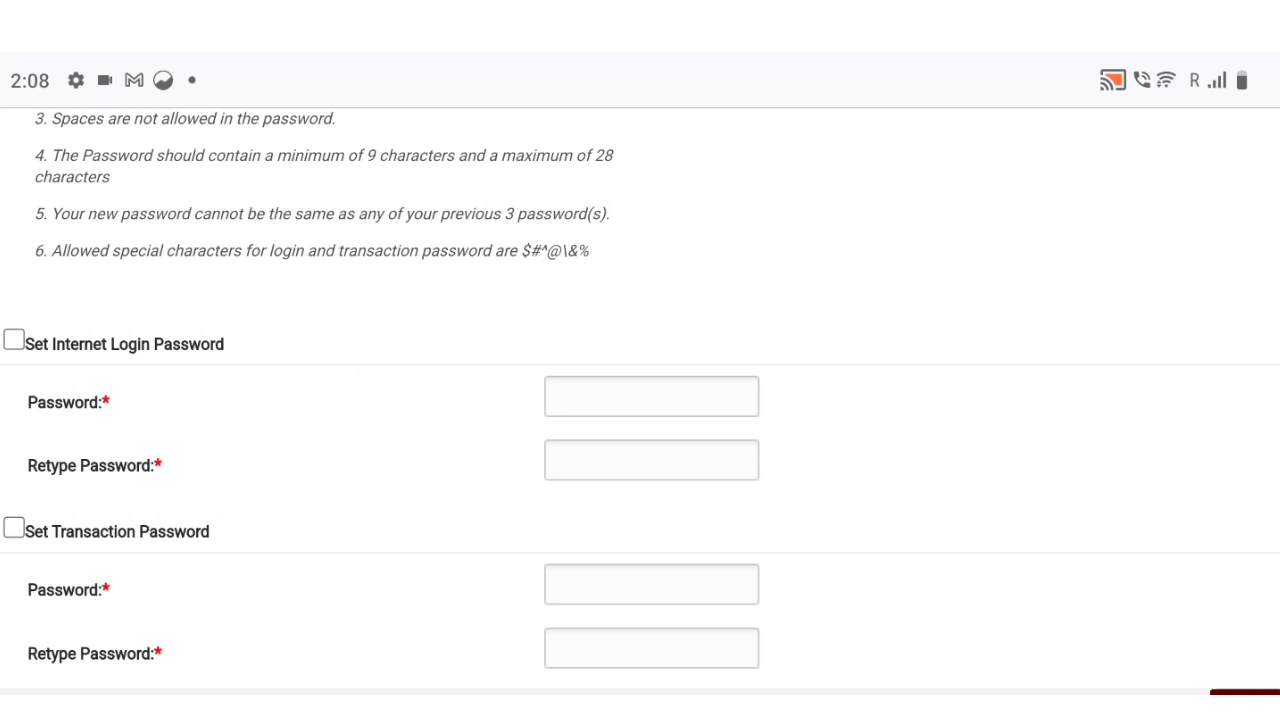 2:08
R
3. Spaces are not allowed in the password.
4. The Password should contain a minimum of 9 characters and a maximum of 28
characters
5. Your new password cannot be the same as any of your previous 3 password(s).
6. Allowed special characters for login and transaction password are $#^@\&%
Set Internet Login Password
Password:*
Retype Password:*
Set Transaction Password
Password:*
Retype Password:*